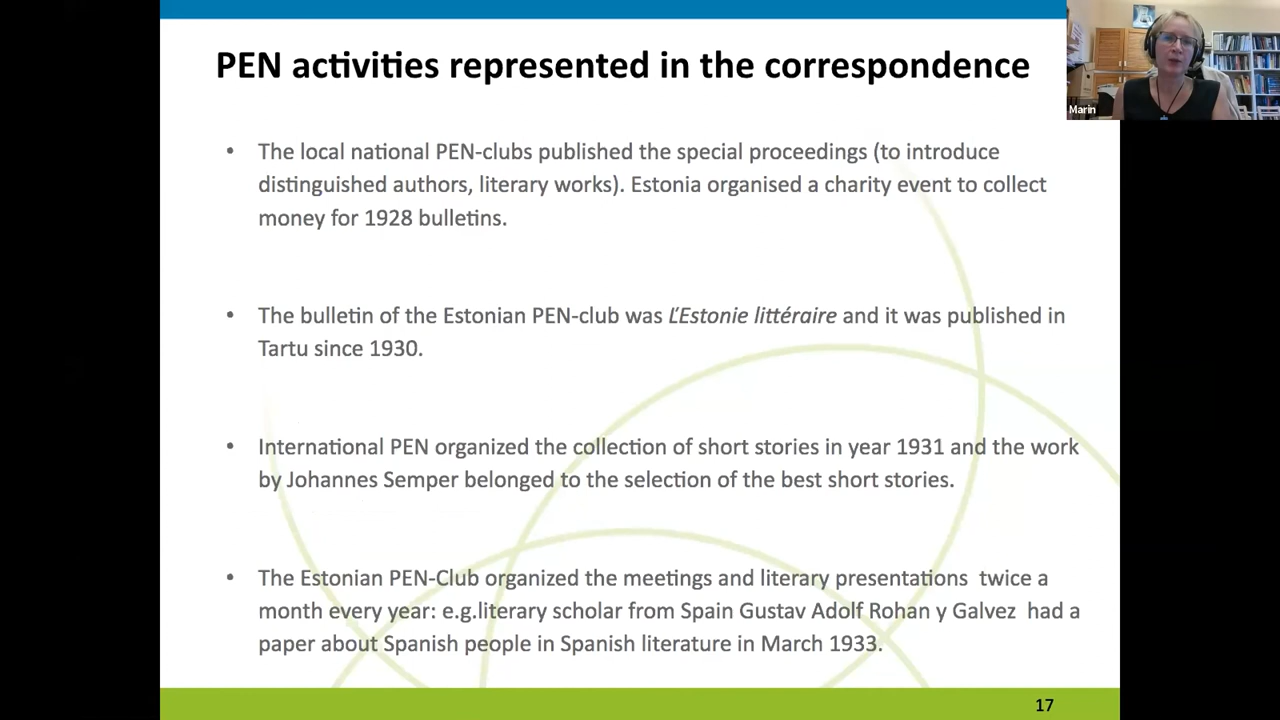 PEN activities represented in the correspondence
Marin
• The local national PEN-clubs published the special proceedings (to introduce
distinguished authors, literary works). Estonia organised a charity event to collect
money for 1928 bulletins.
• The bulletin of the Estonian PEN-club was L'Estonie littéraire and it was published in
Tartu since 1930.
• International PEN organized the collection of short stories in year 1931 and the work
by Johannes Semper belonged to the selection of the best short stories.
• The Estonian PEN-Club organized the meetings and literary presentations twice a
month every year: e.g.literary scholar from Spain Gustav Adolf Rohan y Galvez had a
paper about Spanish people in Spanish literature in March 1933.
17